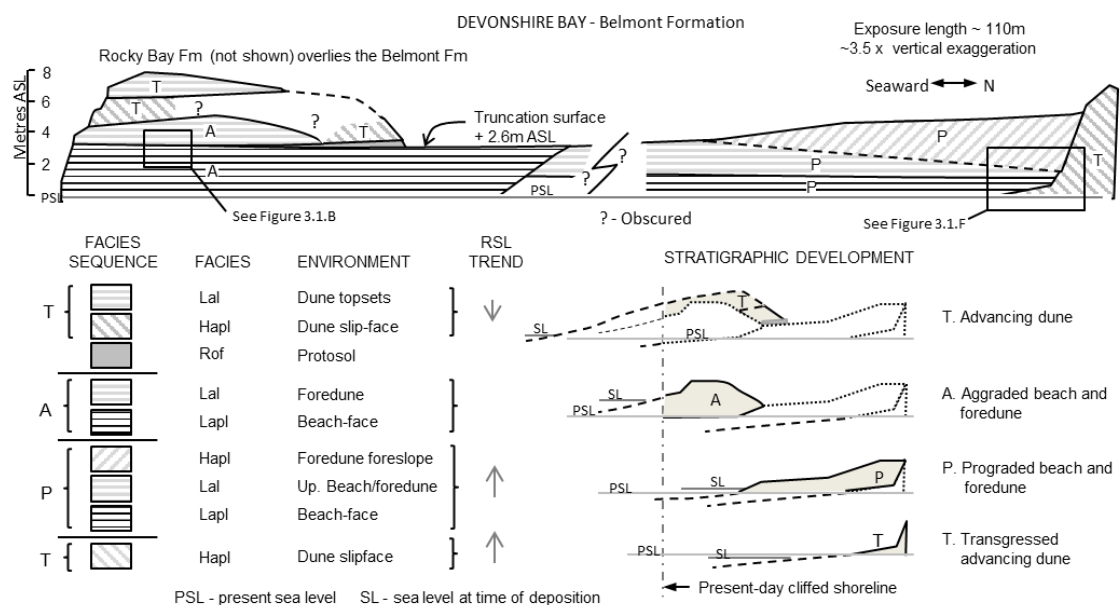 DEVONSHIRE BAY - Belmont Formation
Rocky Bay Fm (not shown) overlies the Belmont Fm
Exposure length ~ 110m
~3.5 x vertical exaggeration
Seaward N
Metres ASL
8
6
4
2
PSL
T
T
?
?
A
T
A
Truncation surface
+ 2.6m ASL
?
?
PSL
P
P
P
T
See Figure 3.1.B
? - Obscured
See Figure 3.1.F
FACIES
SEQUENCE
FACIES
ENVIRONMENT
RSL
TREND
STRATIGRAPHIC DEVELOPMENT
T
Lal
Dune topsets
Hapl
Dune slip-face
Rof
Protosol
A
Lal
Foredune
Lapl
Beach-face
P
Hapl
Foredune foreslope
Lal
Up. Beach/foredune
Lapl
Beach-face
T
Hapl
Dune slipface
SL
PSL
T
T. Advancing dune
SL
PSL
A
A. Aggraded beach and
foredune
PSL
SL
P
P. Prograded beach and
foredune
PSL
SL
T
T. Transgressed
advancing dune
Present-day cliffed shoreline
PSL - present sea level SL - sea level at time of deposition